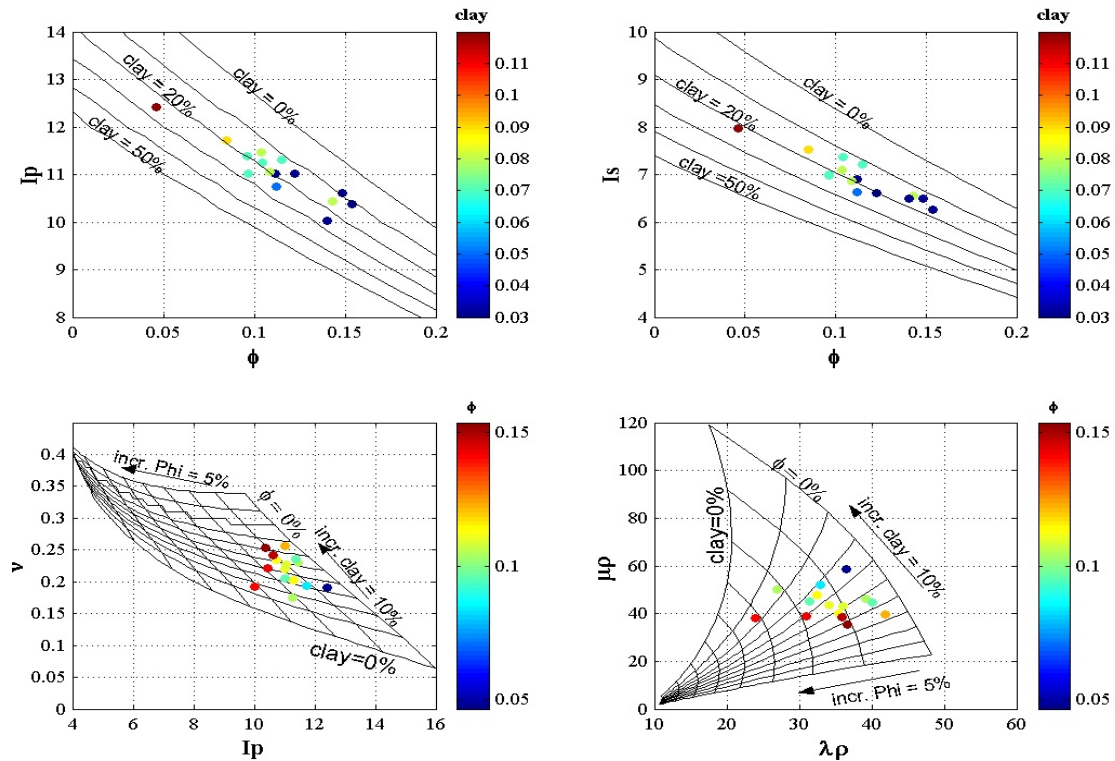 clay
clay
14
13
12
11
10
9
8
Ip
clay = 0%
clay = 20%
clay = 50%
0
0.05
0.1
0.15
0.2
ϕ
0.11
0.1
0.09
0.08
0.07
0.06
0.05
0.04
0.03
10
9
8
7
6
5
4
Is
clay = 0%
clay = 20%
clay =50%
0
0.05
0.1
0.15
0.2
ϕ
0.11
0.1
0.09
0.08
0.07
0.06
0.05
0.04
0.03
ϕ
ϕ
0.4
0.35
0.3
0.25
0.2
0.15
0.1
0.05
0
ν
incr. Phi = 5%
ϕ = 0%
incr. clay = 10%
clay=0%
4
6
8
10
12
14
16
Ip
0.15
0.1
0.05
120
100
80
60
40
20
0
μρ
clay=0%
ϕ = 0%
incr. clay = 10%
incr. Phi = 5%
10
20
30
40
50
60
λρ
0.15
0.1
0.05